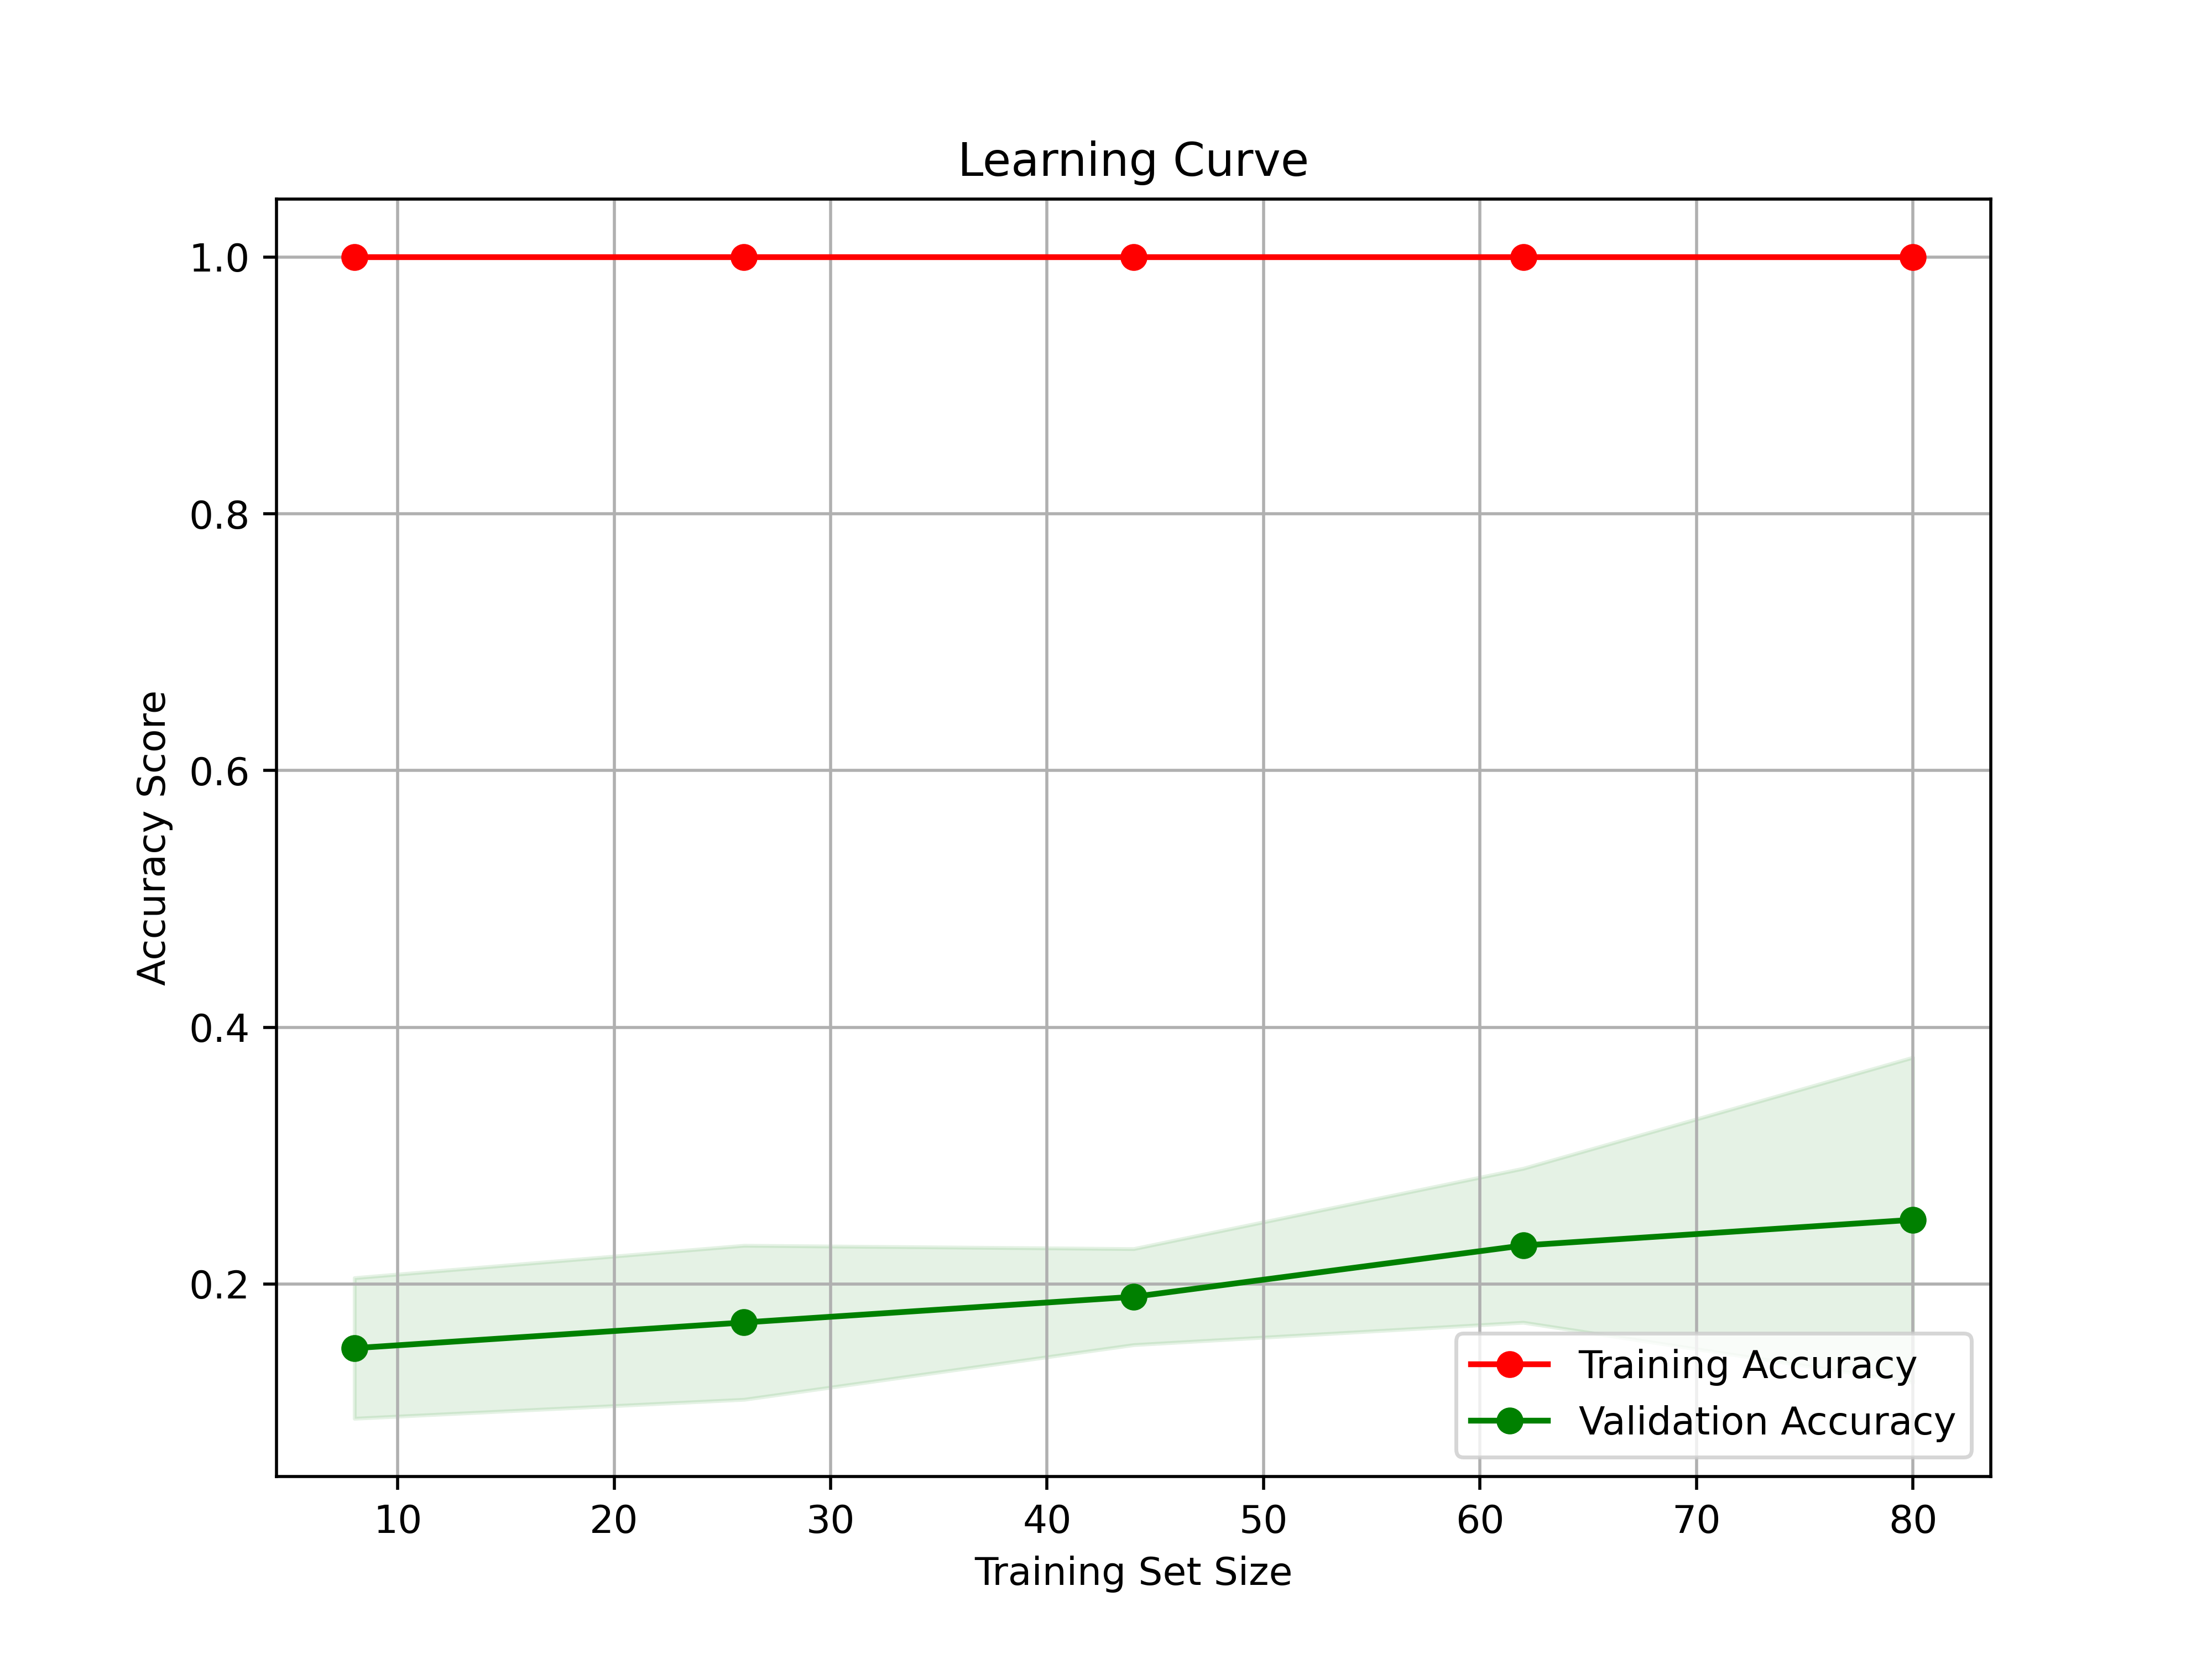 Learning Curve
1.0
0.8
0.6
0.4
0.2
Accuracy Score
Training Accuracy
Validation Accuracy
10 20 30 40 50 60 70 80
Training Set Size